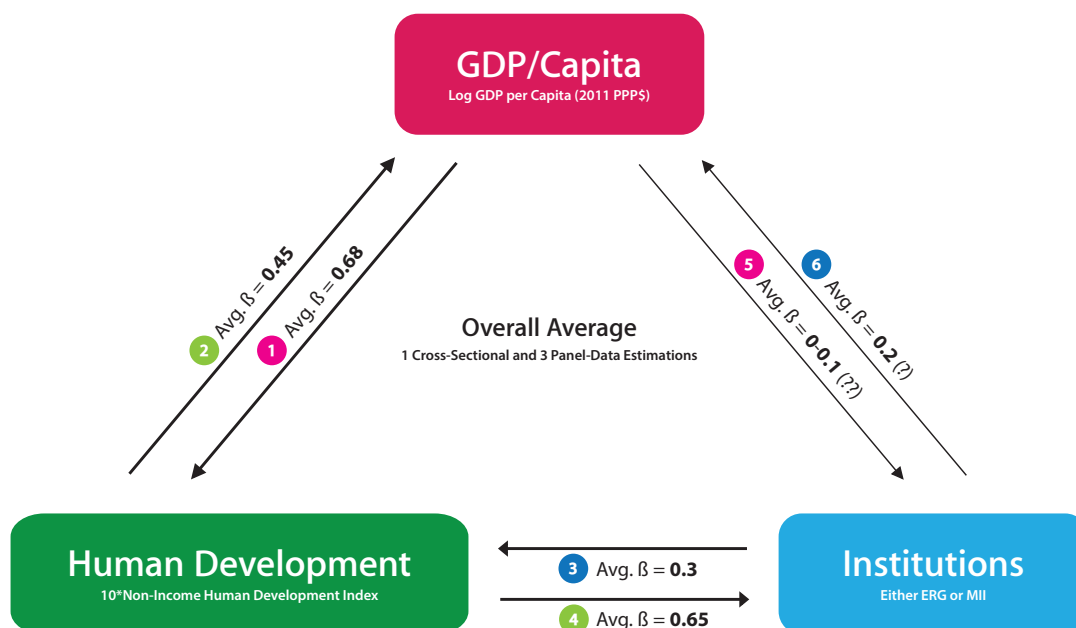 GDP/Capita
Log GDP per Capita (2011 PPP$)
2 Avg. ß = 0.45
1 Avg. ß = 0.68
5 Avg. ß = 0-0.1 (??)
6 Avg. ß = 0.2 (?)
Overall Average
1 Cross-Sectional and 3 Panel-Data Estimations
Human Development
10*Non-Income Human Development Index
3 Avg. ß = 0.3
4 Avg. ß = 0.65
Institutions
Either ERG or MII